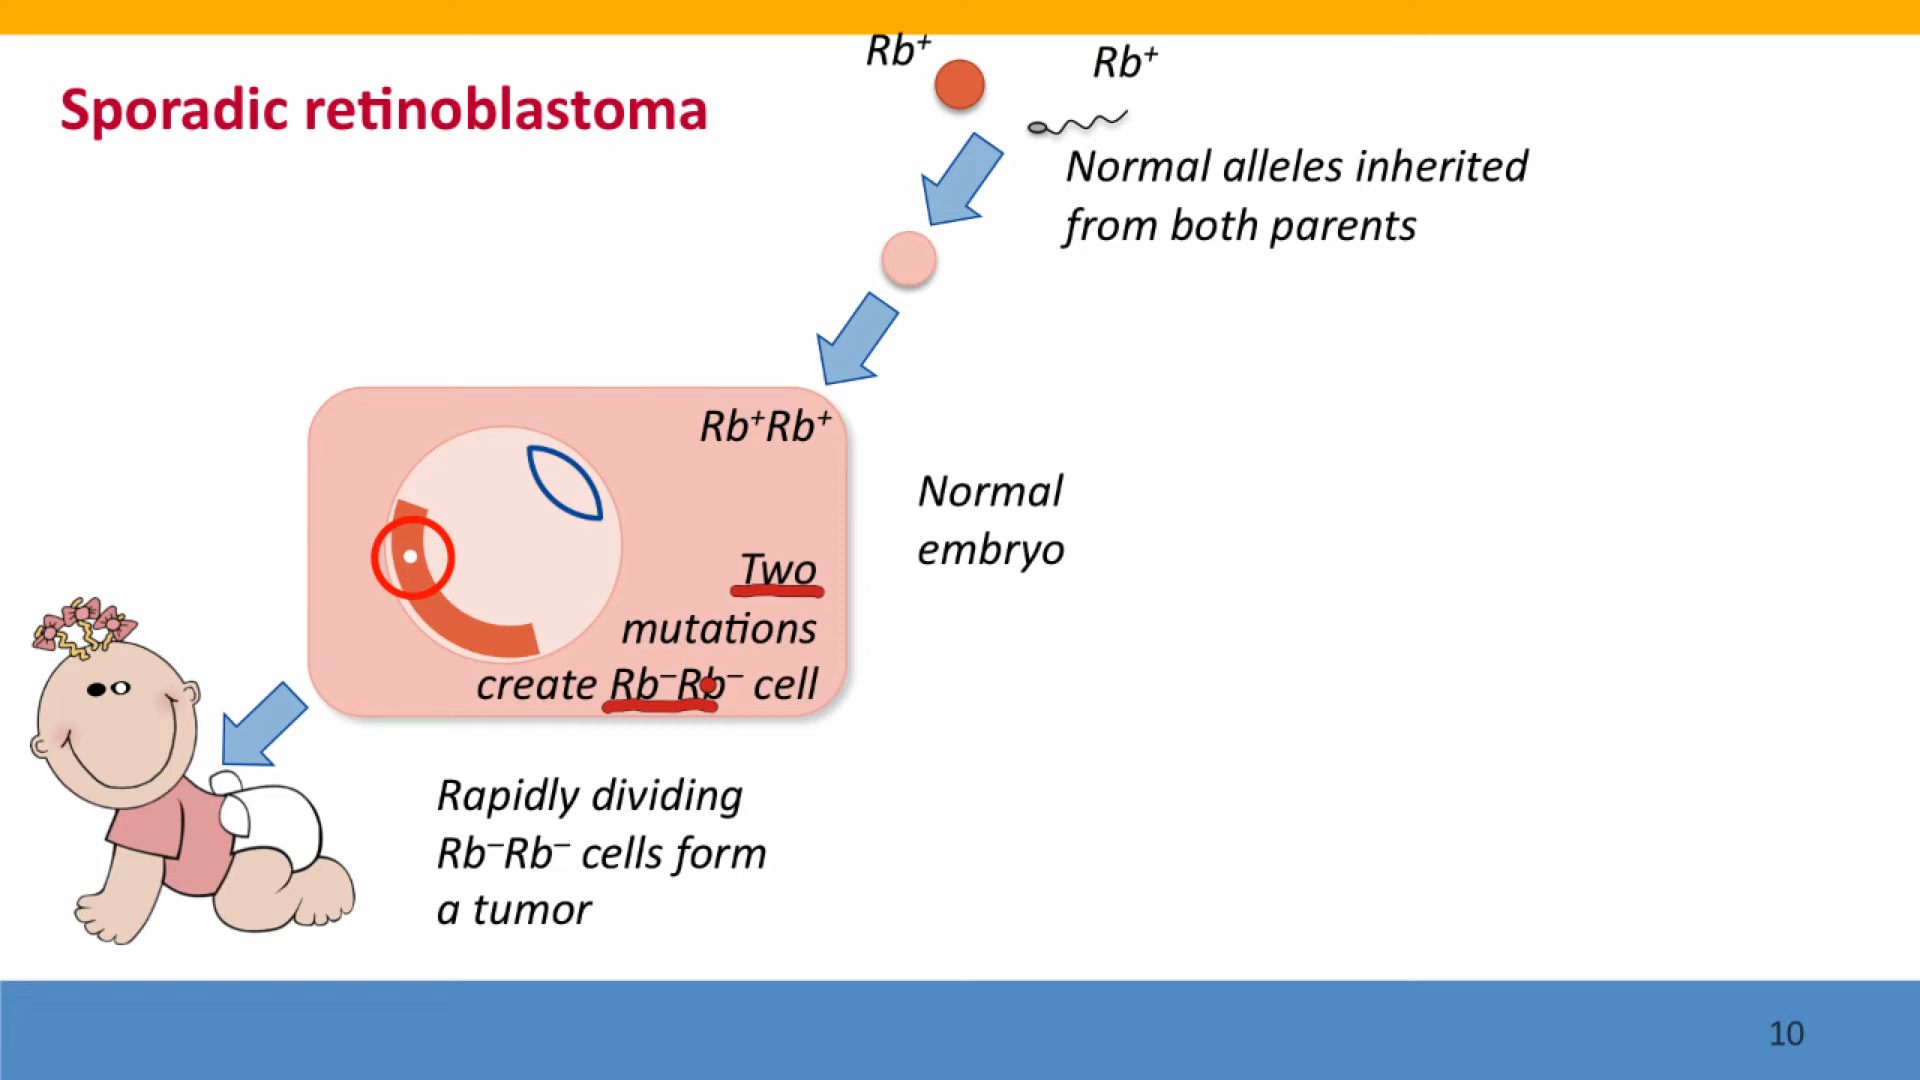 Sporadic retinoblastoma
Rb⁺
Rb⁺
Normal alleles inherited
from both parents
Rb⁺Rb⁺
Normal
embryo
Two
mutations
create Rb⁻Rb⁻ cell
Rapidly dividing
Rb⁻Rb⁻ cells form
a tumor
10